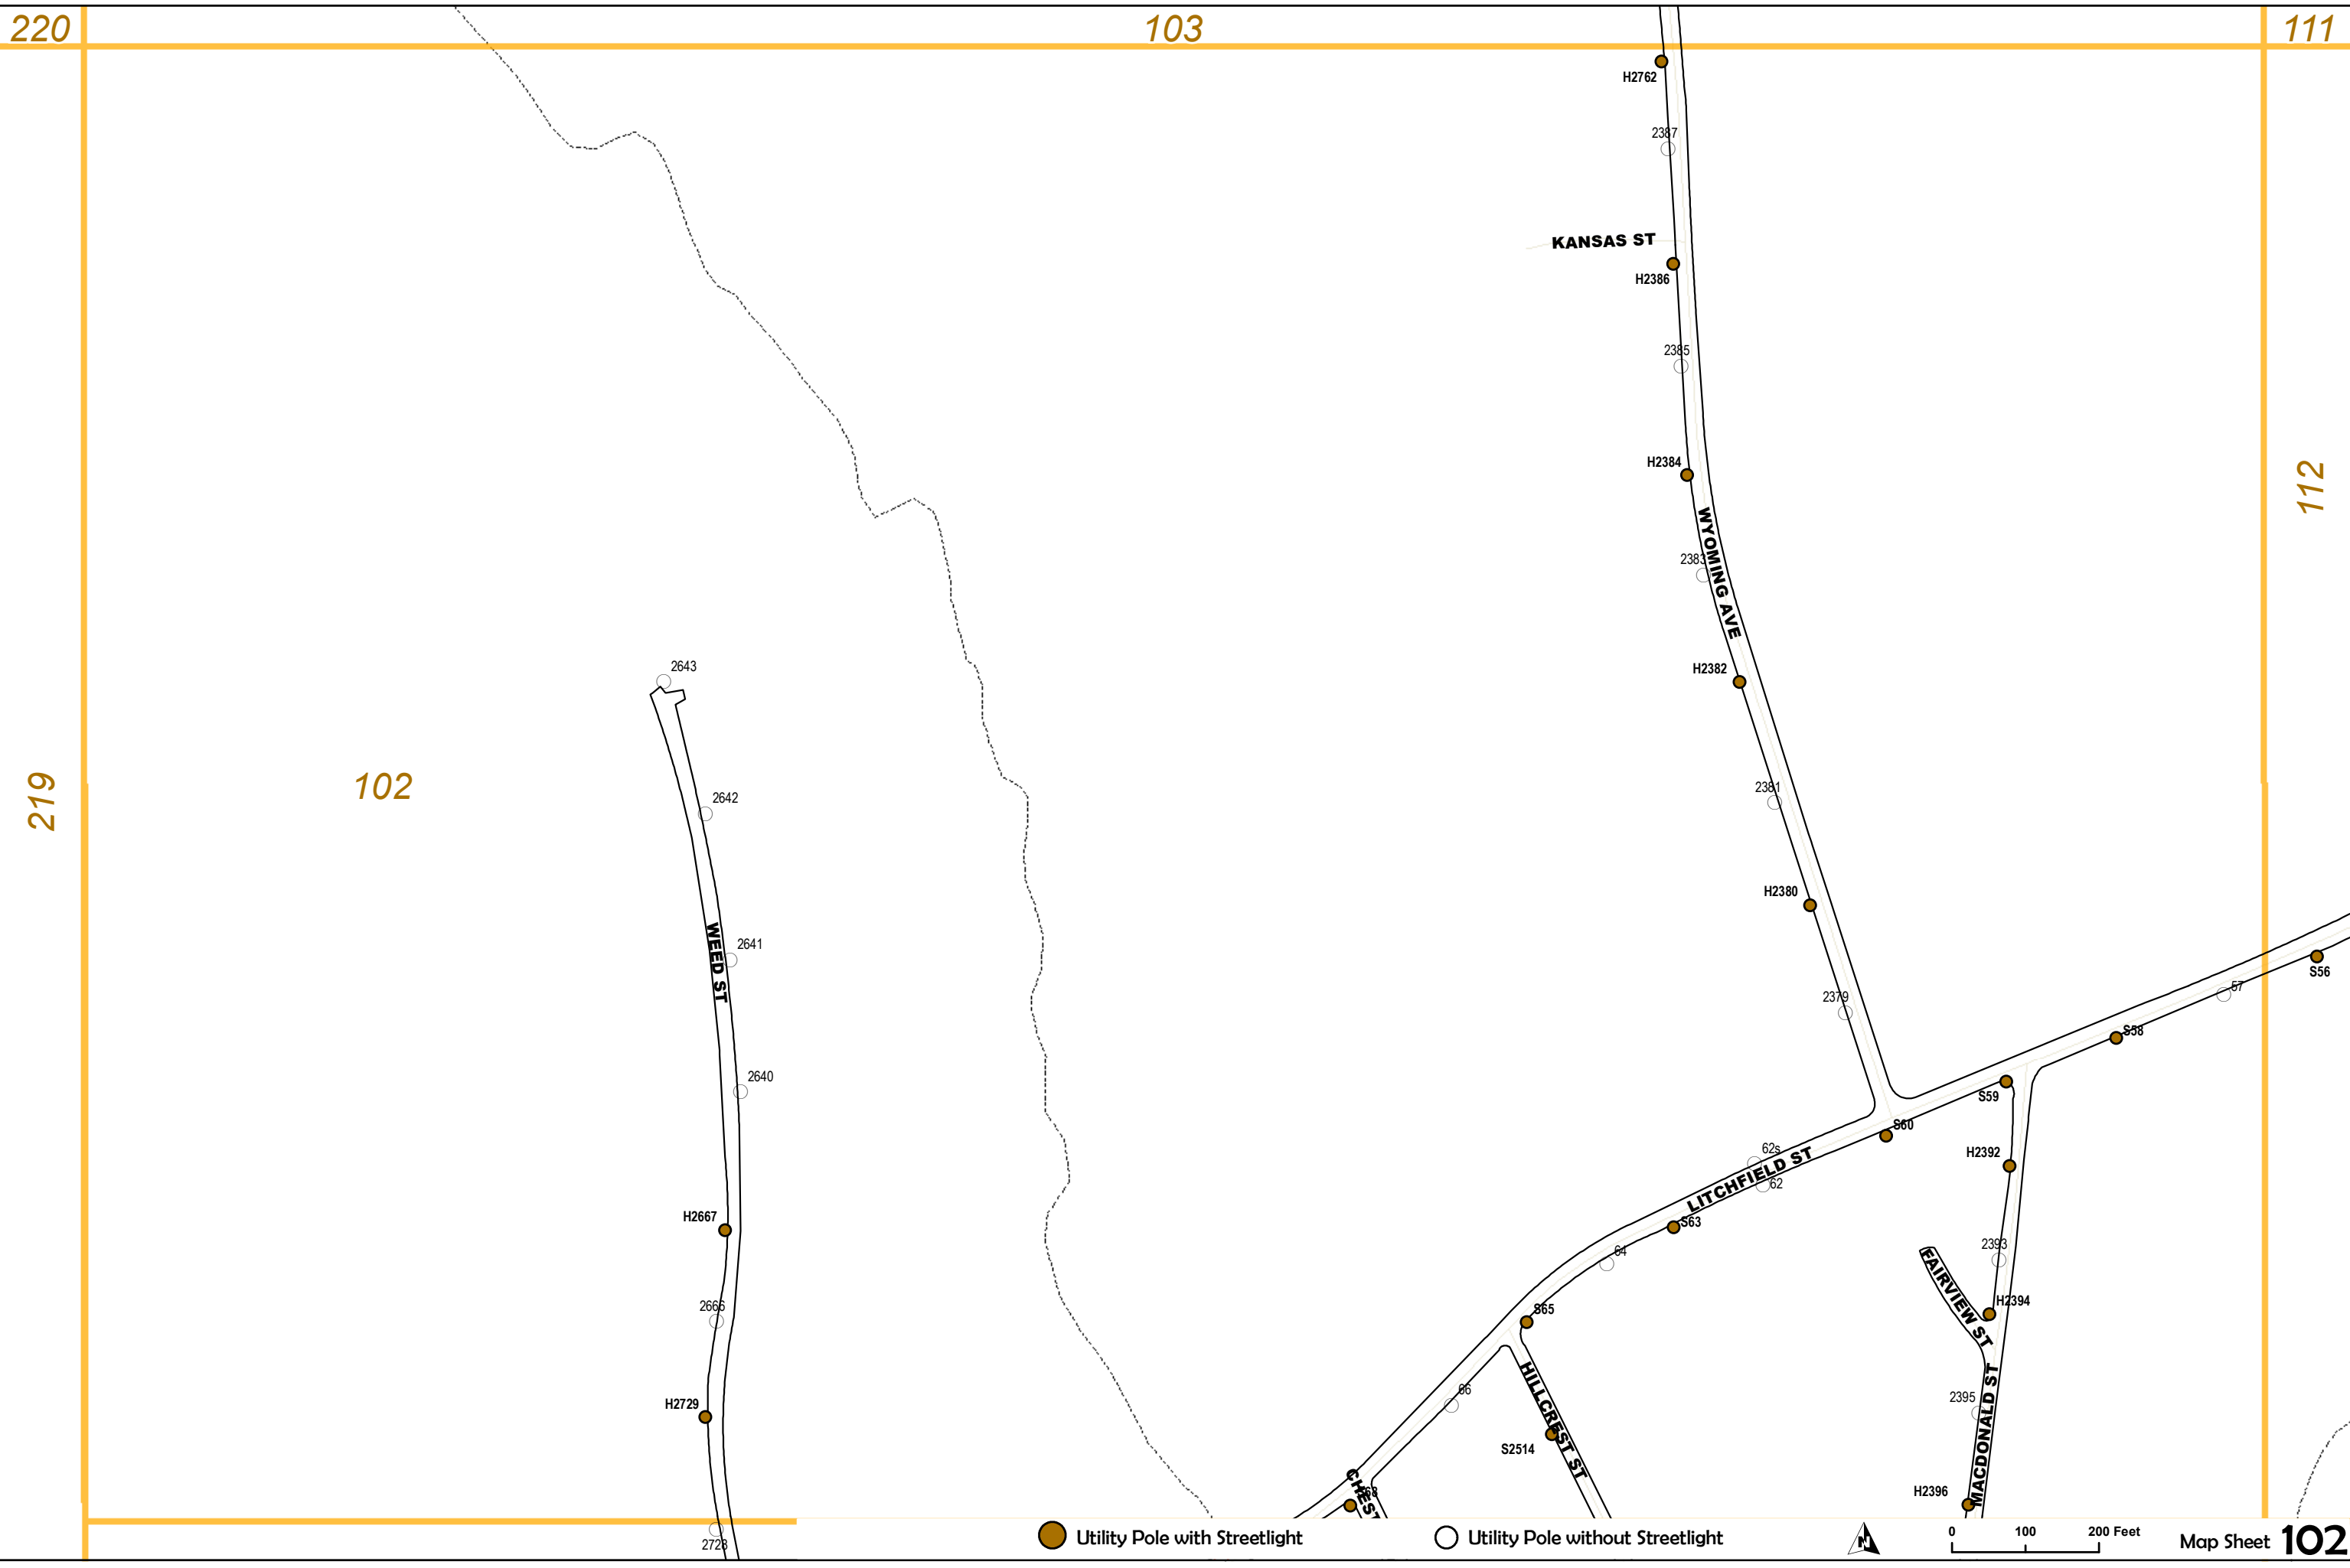 220
103
111
H2762
2387
KANSAS ST
H2386
2385
H2384
112
WYOMING AVE
2383
2643
H2382
219
102
2642
2381
H2380
2641
WEED ST
S56
57
2379
S58
2640
S59
S60
62s
H2392
LITCHFIELD ST
62
H2667
S63
2393
64
FAIRVIEW ST
2666
S65
H2394
HILLCREST ST
66
H2729
2395
MACDONALD ST
S2514
CHEST
S68
H2396
2728
Utility Pole with Streetlight
Utility Pole without Streetlight
N
0 100 200 Feet
Map Sheet 102